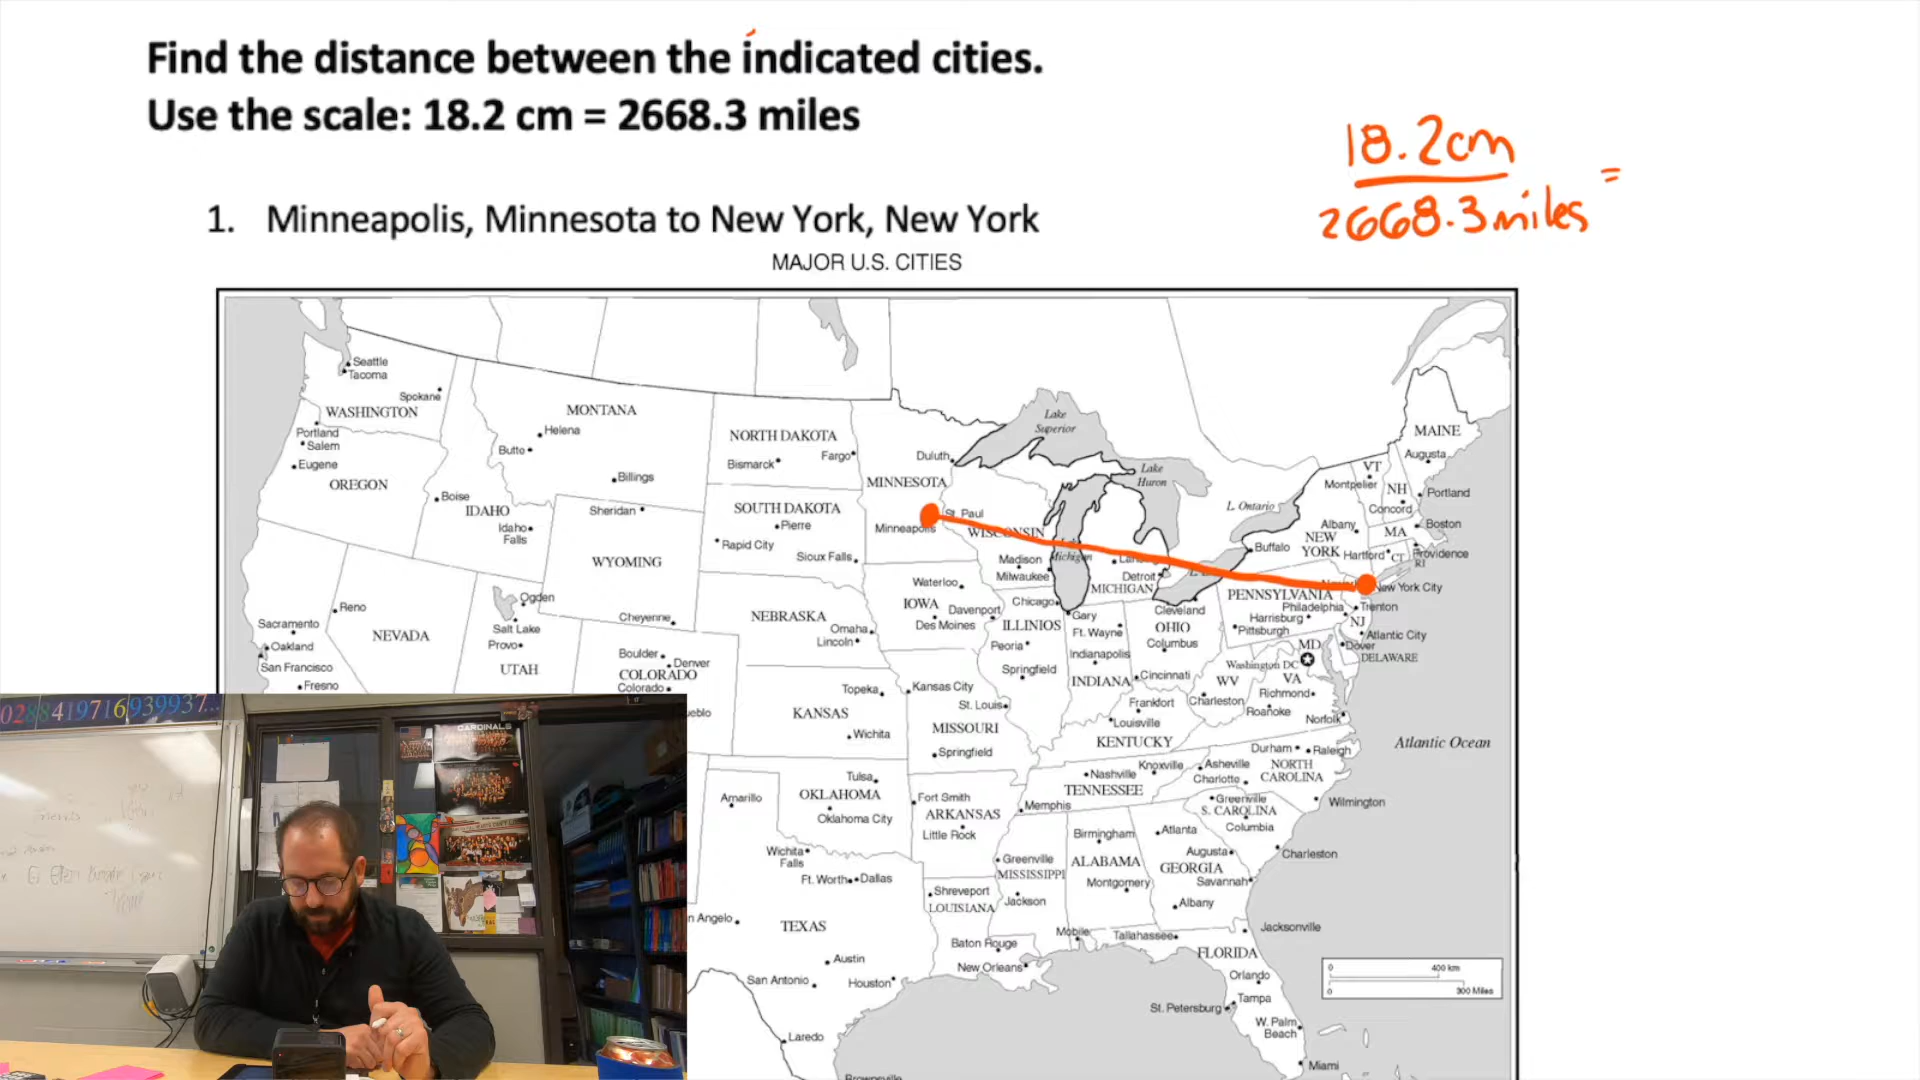 Find the distance between the indicated cities.
Use the scale: 18.2 cm = 2668.3 miles
18.2cm
=
2668.3miles
1. Minneapolis, Minnesota to New York, New York
MAJOR U.S. CITIES
Seattle
Tacoma
Spokane
WASHINGTON
Portland
Salem
Eugene
OREGON
MONTANA
Helena
Butte
Billings
Boise
IDAHO
Idaho
Falls
Sheridan
WYOMING
Cheyenne
NORTH DAKOTA
Bismarck
Fargo
SOUTH DAKOTA
Pierre
Rapid City
Sioux Falls
Duluth
MINNESOTA
St. Paul
Minneapolis
WISCONSIN
Madison
Milwaukee
Lake
Superior
Lake
Huron
Michigan
L. Ontario
Detroit
MICHIGAN
MAINE
Augusta
VT
Montpelier
NH
Concord
Portland
Boston
MA
Albany
NEW
YORK
Buffalo
Hartford
CT
Providence
RI
New York City
PENNSYLVANIA
Philadelphia
Trenton
Harrisburg
NJ
Pittsburgh
Atlantic City
MD
Dover
DELAWARE
Washington DC
Reno
Sacramento
Oakland
San Francisco
Fresno
NEVADA
Ogden
Salt Lake
Provo
UTAH
Boulder
Denver
COLORADO
Colorado
ueblo
NEBRASKA
Omaha
Lincoln
Waterloo
IOWA
Davenport
Des Moines
Chicago
ILLINIOS
Peoria
Springfield
Gary
Ft. Wayne
Indianapolis
INDIANA
Cleveland
OHIO
Columbus
Cincinnati
WV
VA
Charleston
Richmond
Roanoke
Norfolk
Topeka
KANSAS
Wichita
Kansas City
St. Louis
MISSOURI
Springfield
Frankfort
Louisville
KENTUCKY
Atlantic Ocean
Nashville
Knoxville
TENNESSEE
Memphis
Asheville
Charlotte
Durham
Raleigh
NORTH
CAROLINA
Wilmington
Greenville
S. CAROLINA
Columbia
Charleston
Amarillo
Tulsa
OKLAHOMA
Oklahoma City
Fort Smith
ARKANSAS
Little Rock
Wichita
Falls
Ft. Worth
Dallas
Greenville
MISSISSIPPI
Jackson
Birmingham
ALABAMA
Montgomery
Atlanta
Augusta
GEORGIA
Savannah
Albany
Shreveport
LOUISIANA
Baton Rouge
New Orleans
Mobile
Tallahassee
Jacksonville
FLORIDA
Orlando
Tampa
St. Petersburg
W. Palm
Beach
Miami
n Angelo
TEXAS
Austin
San Antonio
Houston
Laredo
Brownsville
0 400 km
0 300 Miles
028841971693993 7...
CARDINALS